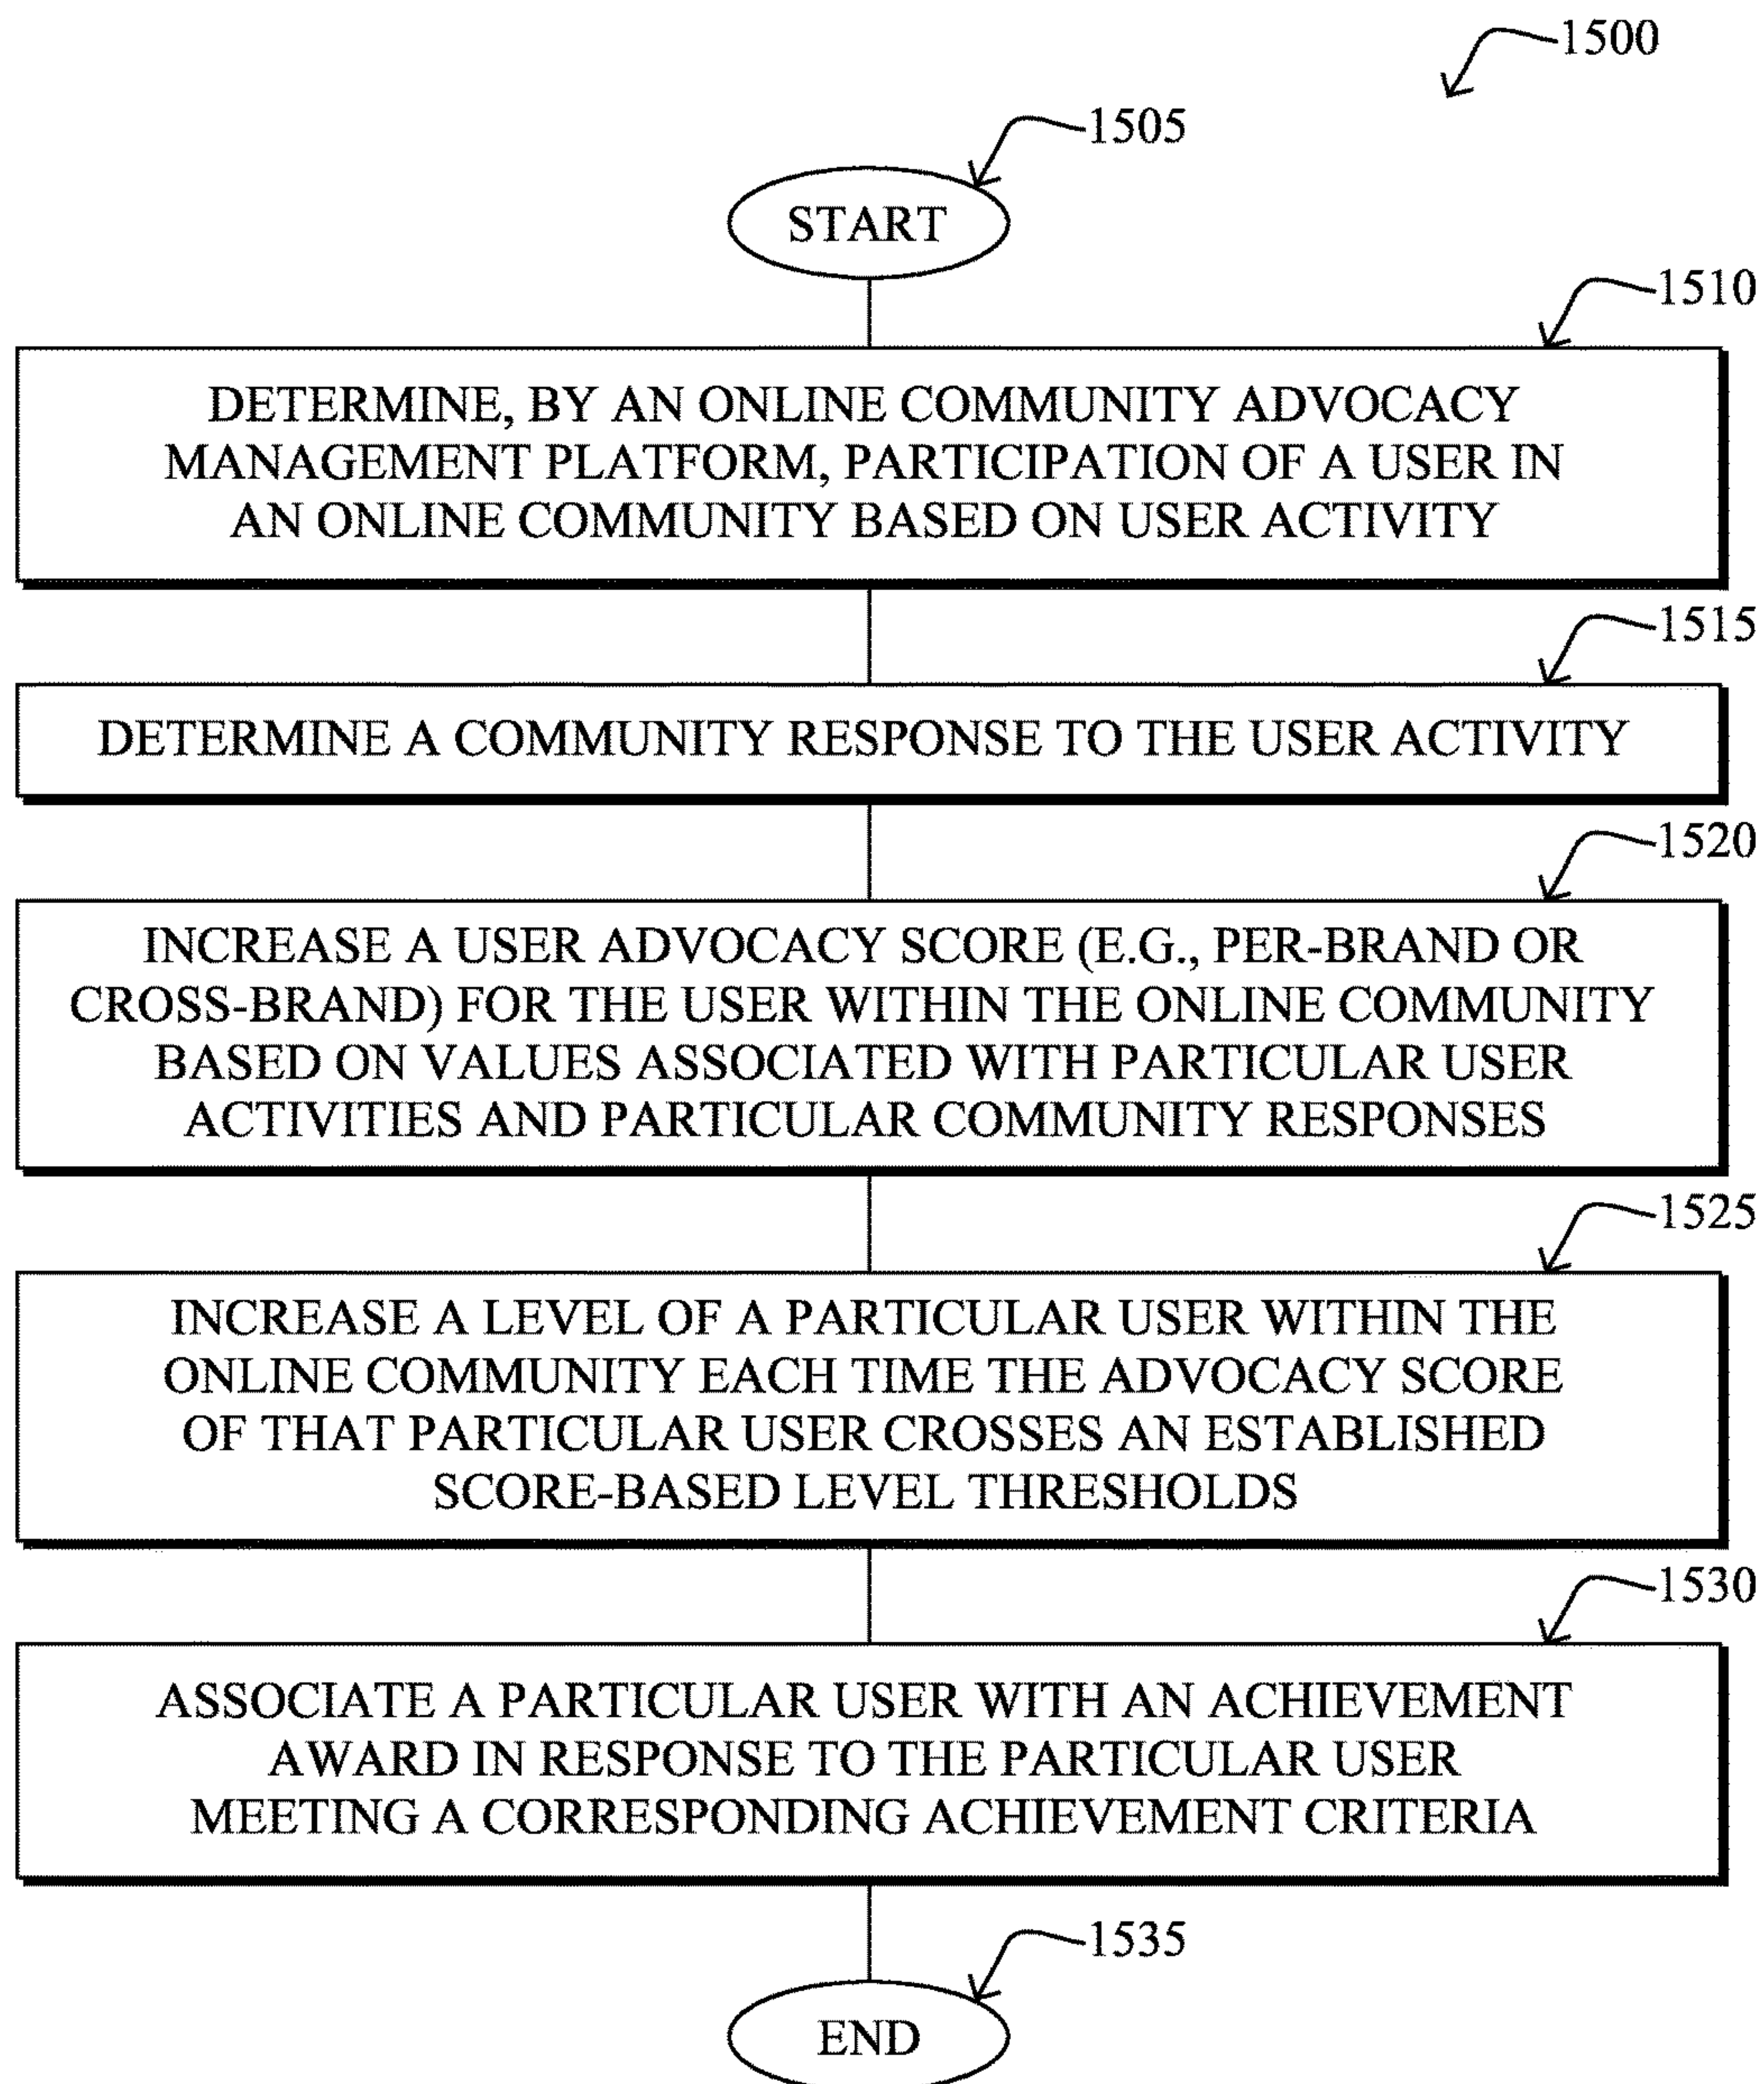 1500
1505
START
1510
DETERMINE, BY AN ONLINE COMMUNITY ADVOCACY
MANAGEMENT PLATFORM, PARTICIPATION OF A USER IN
AN ONLINE COMMUNITY BASED ON USER ACTIVITY
1515
DETERMINE A COMMUNITY RESPONSE TO THE USER ACTIVITY
1520
INCREASE A USER ADVOCACY SCORE (E.G., PER-BRAND OR
CROSS-BRAND) FOR THE USER WITHIN THE ONLINE COMMUNITY
BASED ON VALUES ASSOCIATED WITH PARTICULAR USER
ACTIVITIES AND PARTICULAR COMMUNITY RESPONSES
1525
INCREASE A LEVEL OF A PARTICULAR USER WITHIN THE
ONLINE COMMUNITY EACH TIME THE ADVOCACY SCORE
OF THAT PARTICULAR USER CROSSES AN ESTABLISHED
SCORE-BASED LEVEL THRESHOLDS
1530
ASSOCIATE A PARTICULAR USER WITH AN ACHIEVEMENT
AWARD IN RESPONSE TO THE PARTICULAR USER
MEETING A CORRESPONDING ACHIEVEMENT CRITERIA
1535
END